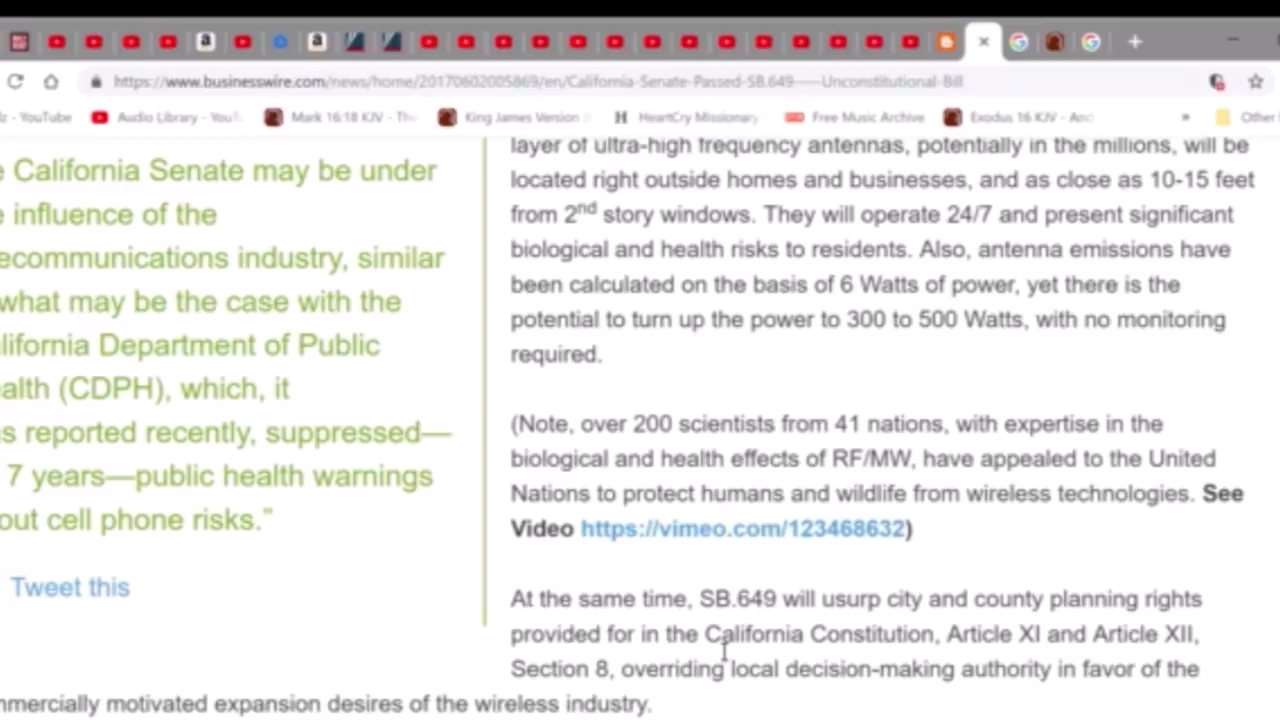 https://www.businesswire.com/news/home/20170602005869/en/California-Senate-Passed-SB.649-----Unconstitutional-Bill
- YouTube
Audio Library - YouT
Mark 16:18 KJV - Th
King James Version
HeartCry Missionary
Free Music Archive
Exodus 16 KJV - And
»
Other
e California Senate may be under
e influence of the
ecommunications industry, similar
what may be the case with the
lifornia Department of Public
alth (CDPH), which, it
s reported recently, suppressed—
7 years—public health warnings
out cell phone risks.”
Tweet this
layer of ultra-high frequency antennas, potentially in the millions, will be
located right outside homes and businesses, and as close as 10-15 feet
from 2nd story windows. They will operate 24/7 and present significant
biological and health risks to residents. Also, antenna emissions have
been calculated on the basis of 6 Watts of power, yet there is the
potential to turn up the power to 300 to 500 Watts, with no monitoring
required.
(Note, over 200 scientists from 41 nations, with expertise in the
biological and health effects of RF/MW, have appealed to the United
Nations to protect humans and wildlife from wireless technologies. See
Video https://vimeo.com/123468632)
At the same time, SB.649 will usurp city and county planning rights
provided for in the California Constitution, Article XI and Article XII,
Section 8, overriding local decision-making authority in favor of the
mmercially motivated expansion desires of the wireless industry.